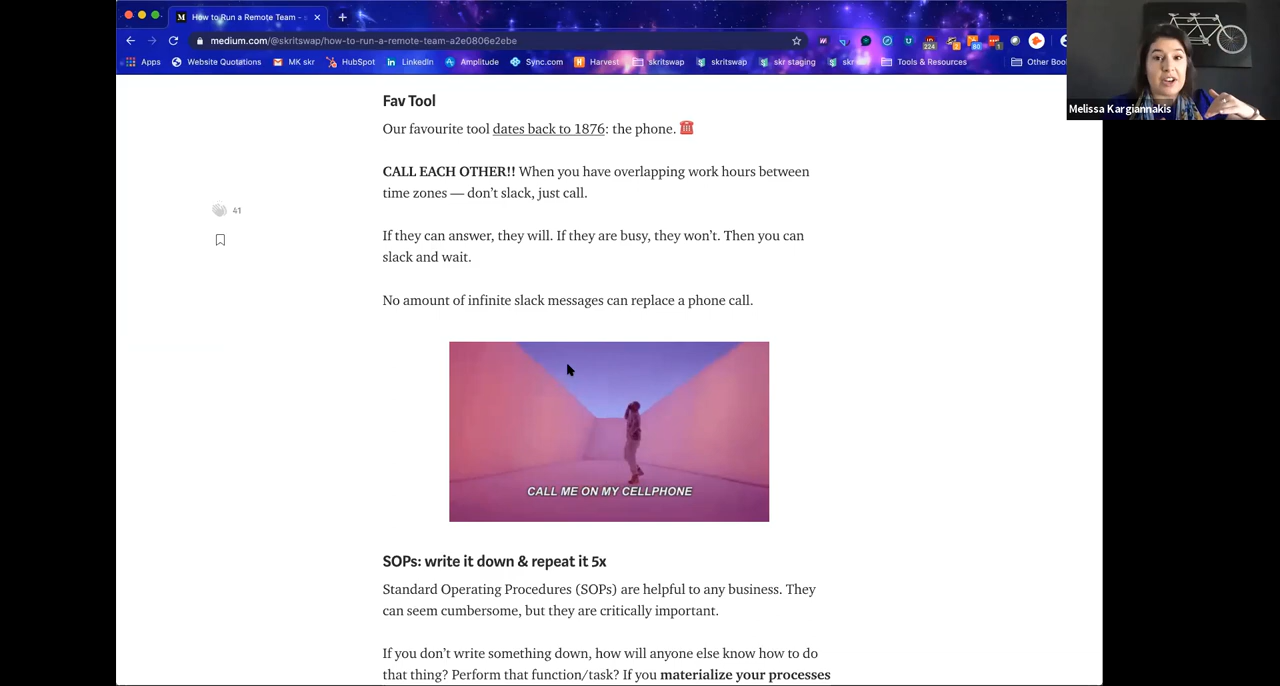 How to Run a Remote Team -
medium.com/@skritswap/how-to-run-a-remote-team-a2e0806e2ebe
224
80
1
Apps Website Quotations MK skr HubSpot LinkedIn Amplitude Sync.com Harvest skritswap skritswap skr staging Tools & Resources Other Boo
Melissa Kargiannakis
Fav Tool
Our favourite tool dates back to 1876: the phone.
CALL EACH OTHER!! When you have overlapping work hours between
time zones — don’t slack, just call.
41
If they can answer, they will. If they are busy, they won’t. Then you can
slack and wait.
No amount of infinite slack messages can replace a phone call.
CALL ME ON MY CELLPHONE
SOPs: write it down & repeat it 5x
Standard Operating Procedures (SOPs) are helpful to any business. They
can seem cumbersome, but they are critically important.
If you don’t write something down, how will anyone else know how to do
that thing? Perform that function/task? If you materialize your processes